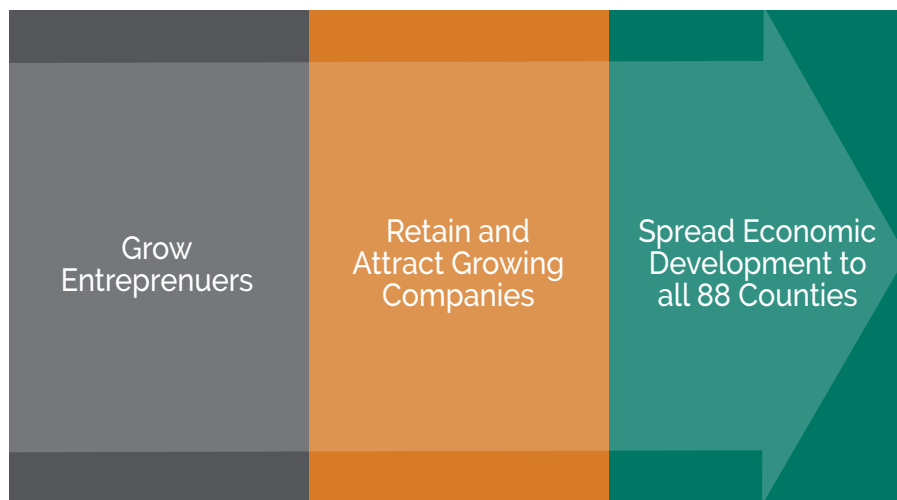 Grow
Entreprenuers
Retain and
Attract Growing
Companies
Spread Economic
Development to
all 88 Counties